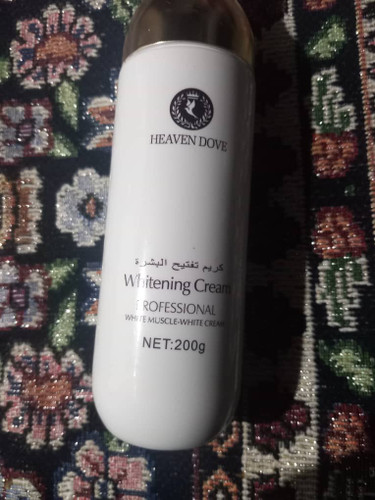 HEAVEN DOVE
كريم تفتيح البشرة
Whitening Cream
PROFESSIONAL
WHITE MUSCLE-WHITE CREAM
NET:200g